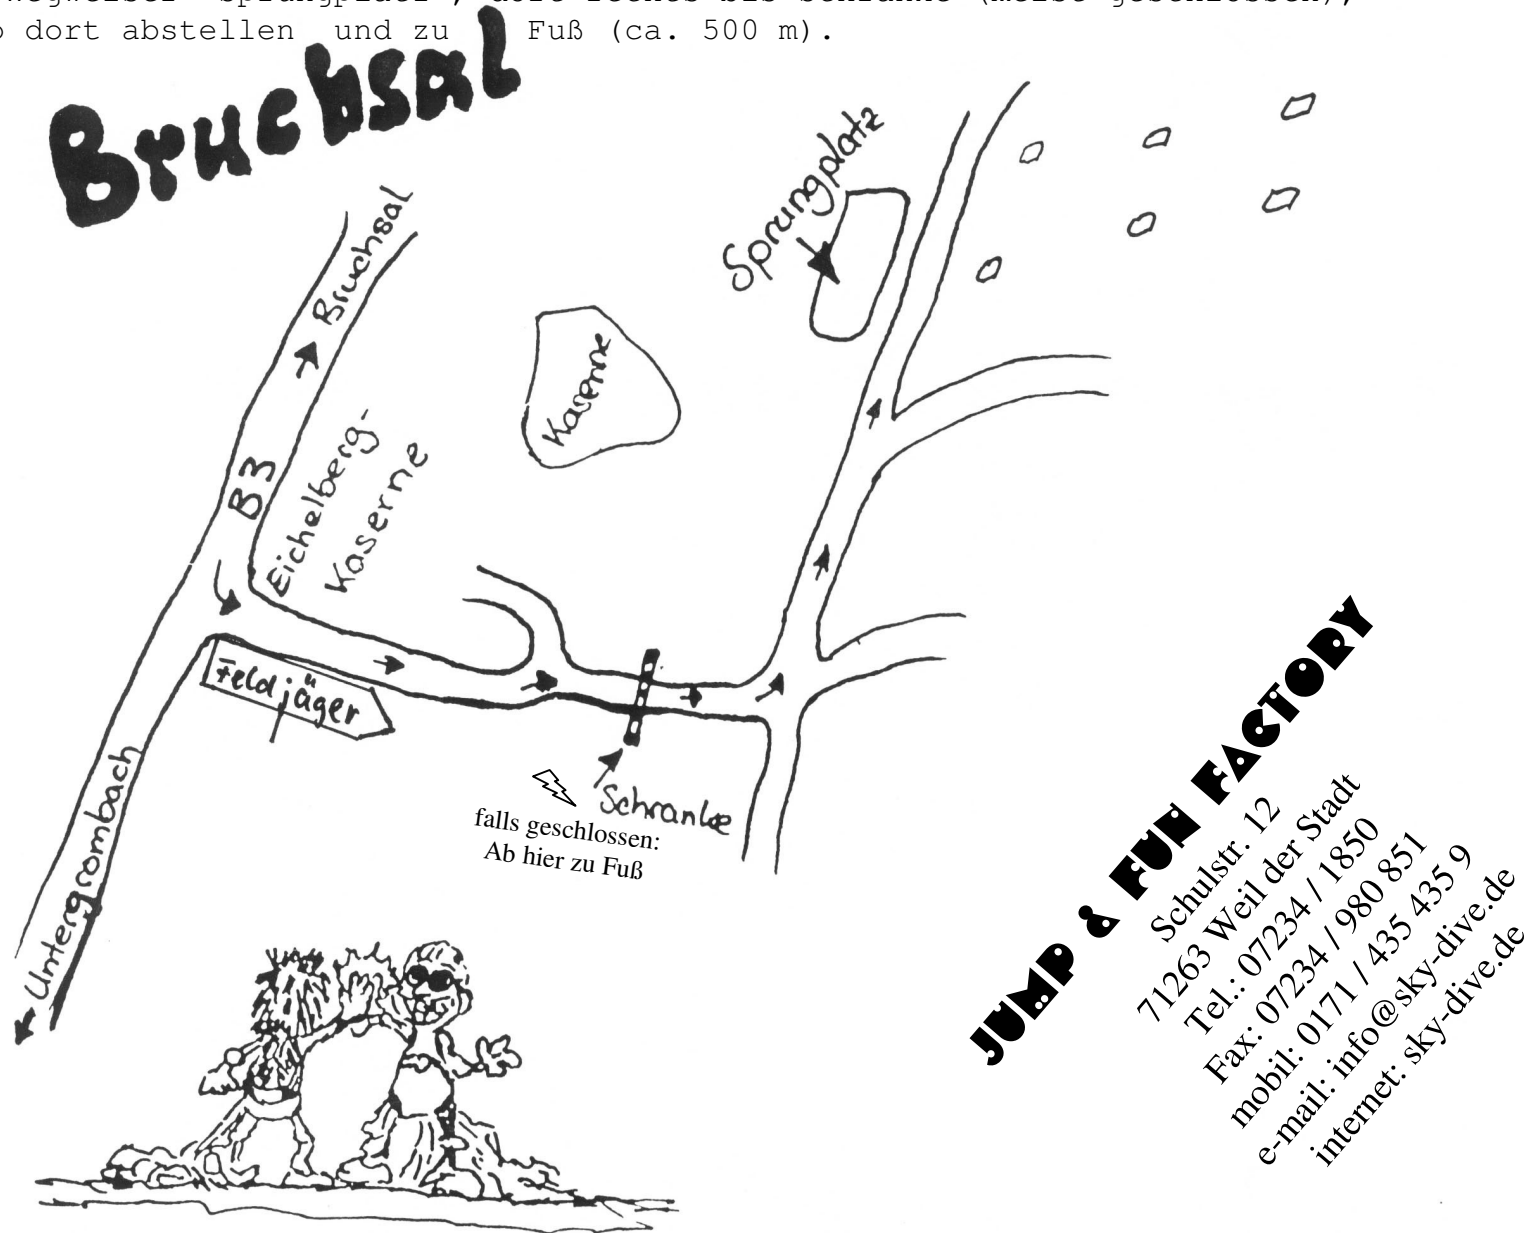 dort abstellen und zu Fuß (ca. 500 m).
Bruchsal
Sprungplatz
Bruchsal
Kaserne
B3
Eichelberg-
Kaserne
Feldjäger
Schranke
falls geschlossen:
Ab hier zu Fuß
Untergrombach
JUMP & FUN FACTORY
Schulstr. 12
71263 Weil der Stadt
Tel.: 07234 / 1850
Fax: 07234 / 980 851
mobil: 0171 / 435 435 9
e-mail: info@sky-dive.de
internet: sky-dive.de